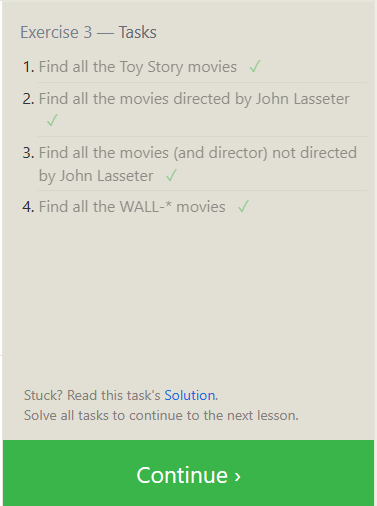 Exercise 3 — Tasks
1. Find all the Toy Story movies ✓
2. Find all the movies directed by John Lasseter
✓
3. Find all the movies (and director) not directed
by John Lasseter ✓
4. Find all the WALL-* movies ✓
Stuck? Read this task's Solution.
Solve all tasks to continue to the next lesson.
Continue ›